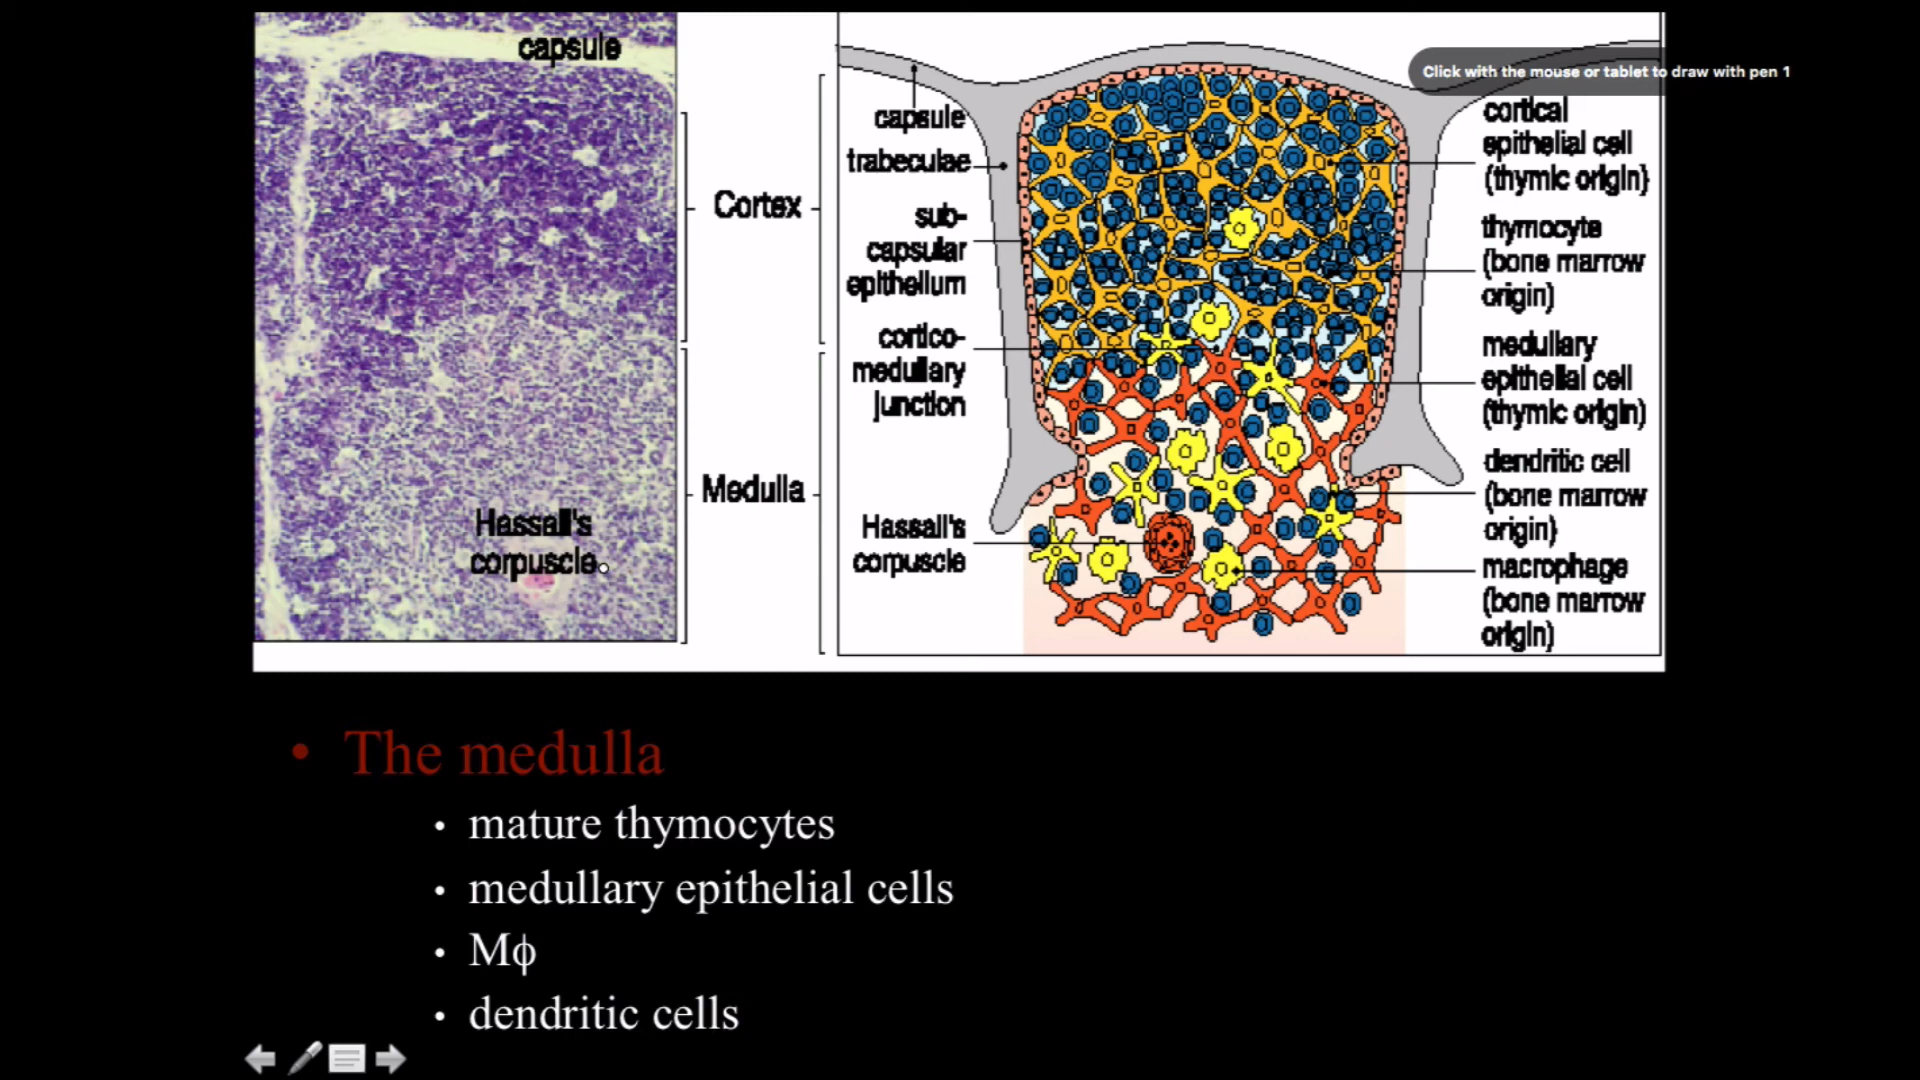 capsule
Hassall's
corpuscle
Cortex
Medulla
capsule
trabeculae
sub-
capsular
epithelium
cortico-
medullary
junction
Hassall's
corpuscle
Click with the mouse or tablet to draw with pen 1
cortical
epithelial cell
(thymic origin)
thymocyte
(bone marrow
origin)
medullary
epithelial cell
(thymic origin)
dendritic cell
(bone marrow
origin)
macrophage
(bone marrow
origin)
• The medulla
• mature thymocytes
• medullary epithelial cells
• Mϕ
• dendritic cells